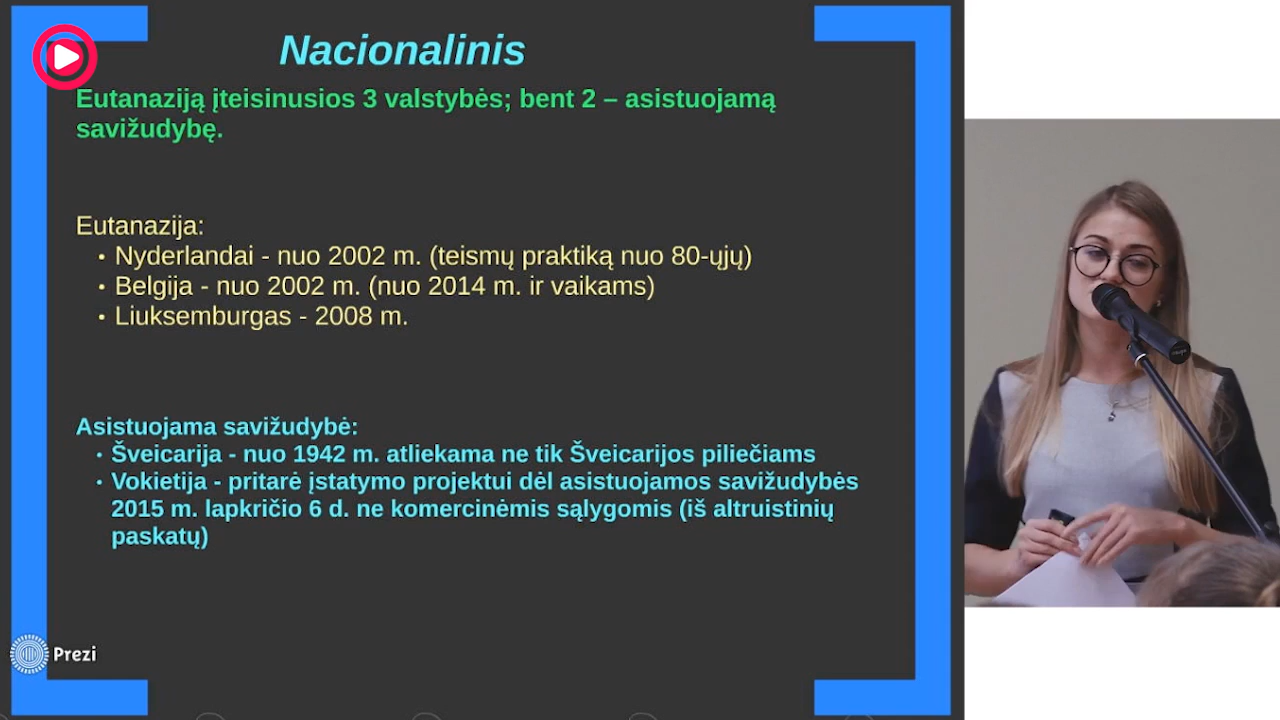 Nacionalinis
Eutanaziją įteisinusios 3 valstybės; bent 2 – asistuojamą
savižudybę.
Eutanazija:
• Nyderlandai - nuo 2002 m. (teismų praktiką nuo 80-ųjų)
• Belgija - nuo 2002 m. (nuo 2014 m. ir vaikams)
• Liuksemburgas - 2008 m.
Asistuojama savižudybė:
• Šveicarija - nuo 1942 m. atliekama ne tik Šveicarijos piliečiams
• Vokietija - pritarė įstatymo projektui dėl asistuojamos savižudybės
2015 m. lapkričio 6 d. ne komercinėmis sąlygomis (iš altruistinių
paskatų)
Prezi